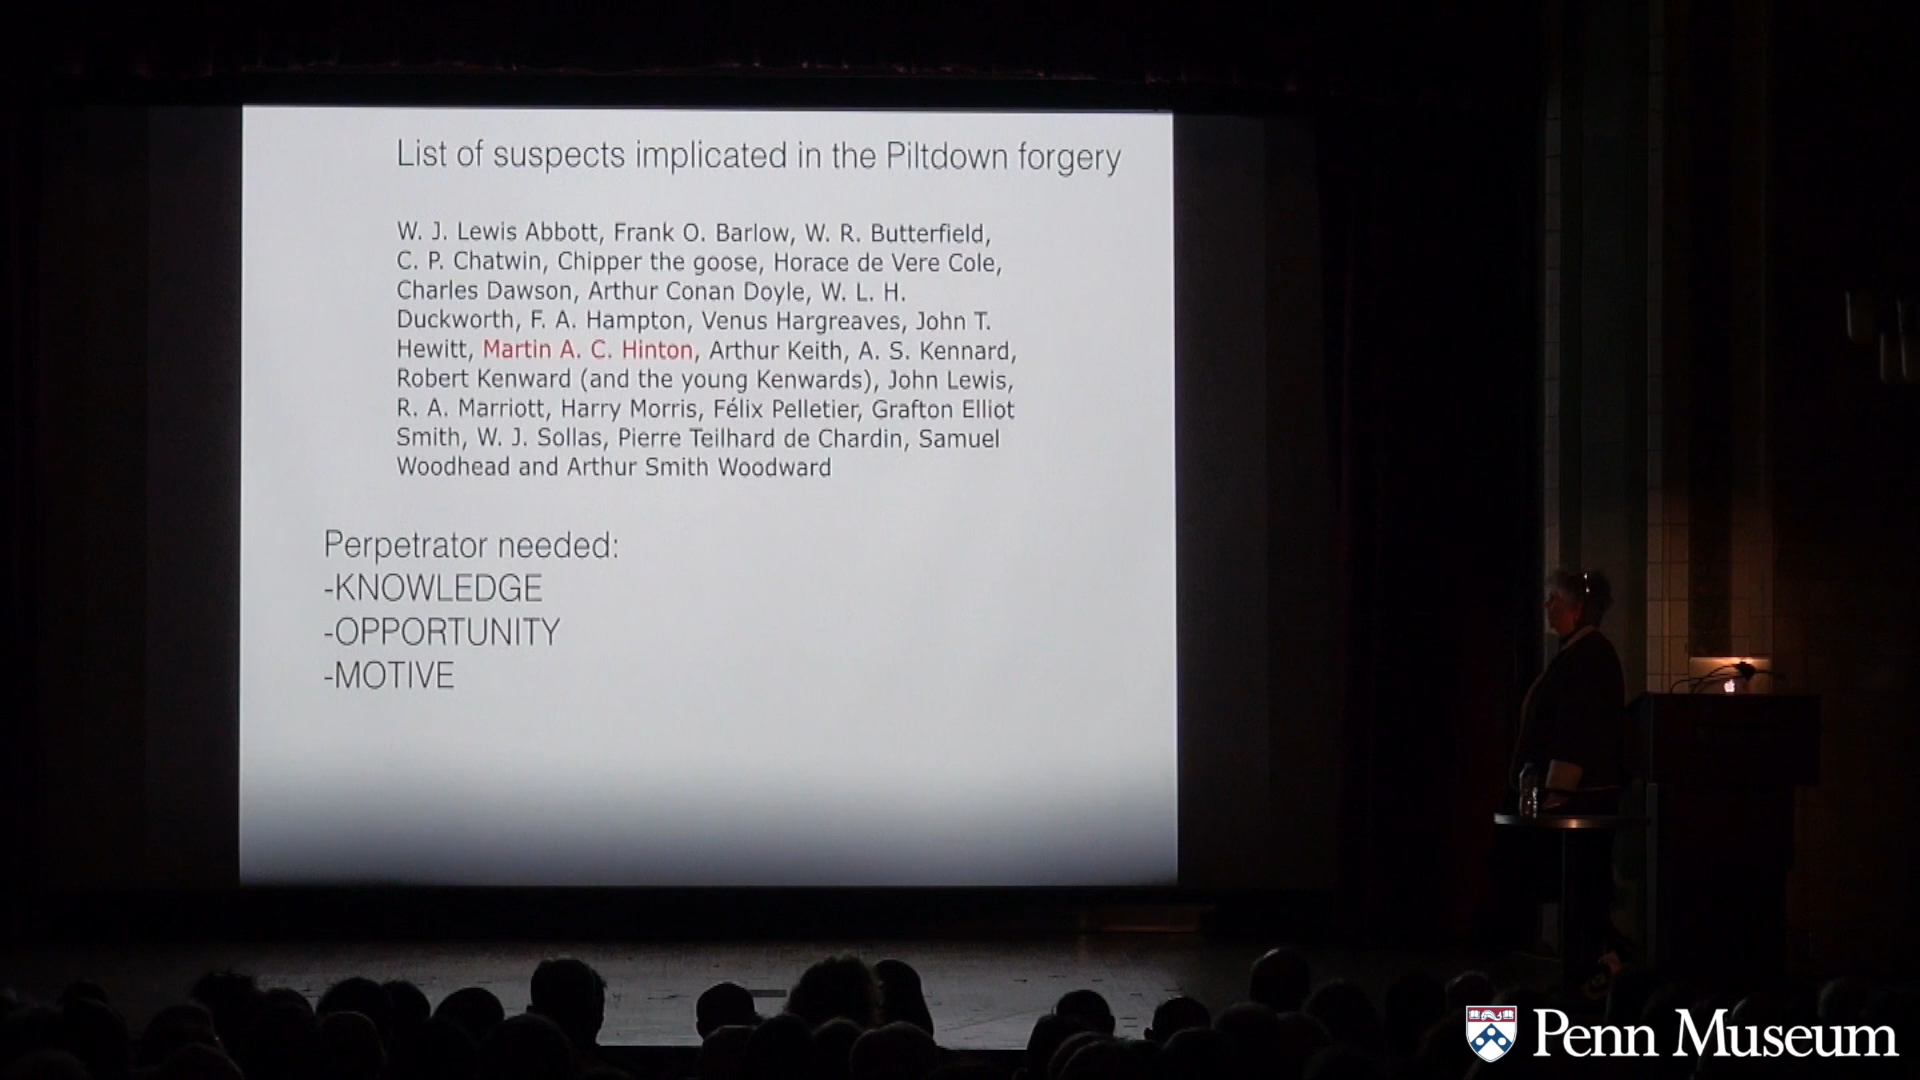 List of suspects implicated in the Piltdown forgery
W. J. Lewis Abbott, Frank O. Barlow, W. R. Butterfield,
C. P. Chatwin, Chipper the goose, Horace de Vere Cole,
Charles Dawson, Arthur Conan Doyle, W. L. H.
Duckworth, F. A. Hampton, Venus Hargreaves, John T.
Hewitt, Martin A. C. Hinton, Arthur Keith, A. S. Kennard,
Robert Kenward (and the young Kenwards), John Lewis,
R. A. Marriott, Harry Morris, Félix Pelletier, Grafton Elliot
Smith, W. J. Sollas, Pierre Teilhard de Chardin, Samuel
Woodhead and Arthur Smith Woodward
Perpetrator needed:
-KNOWLEDGE
-OPPORTUNITY
-MOTIVE
Penn Museum